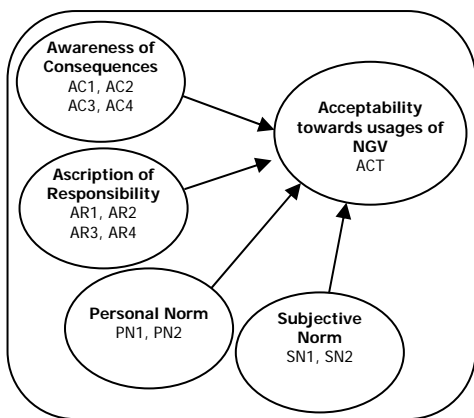 Awareness of
Consequences
AC1, AC2
AC3, AC4
Acceptability
towards usages of
NGV
ACT
Ascription of
Responsibility
AR1, AR2
AR3, AR4
Personal Norm
PN1, PN2
Subjective
Norm
SN1, SN2